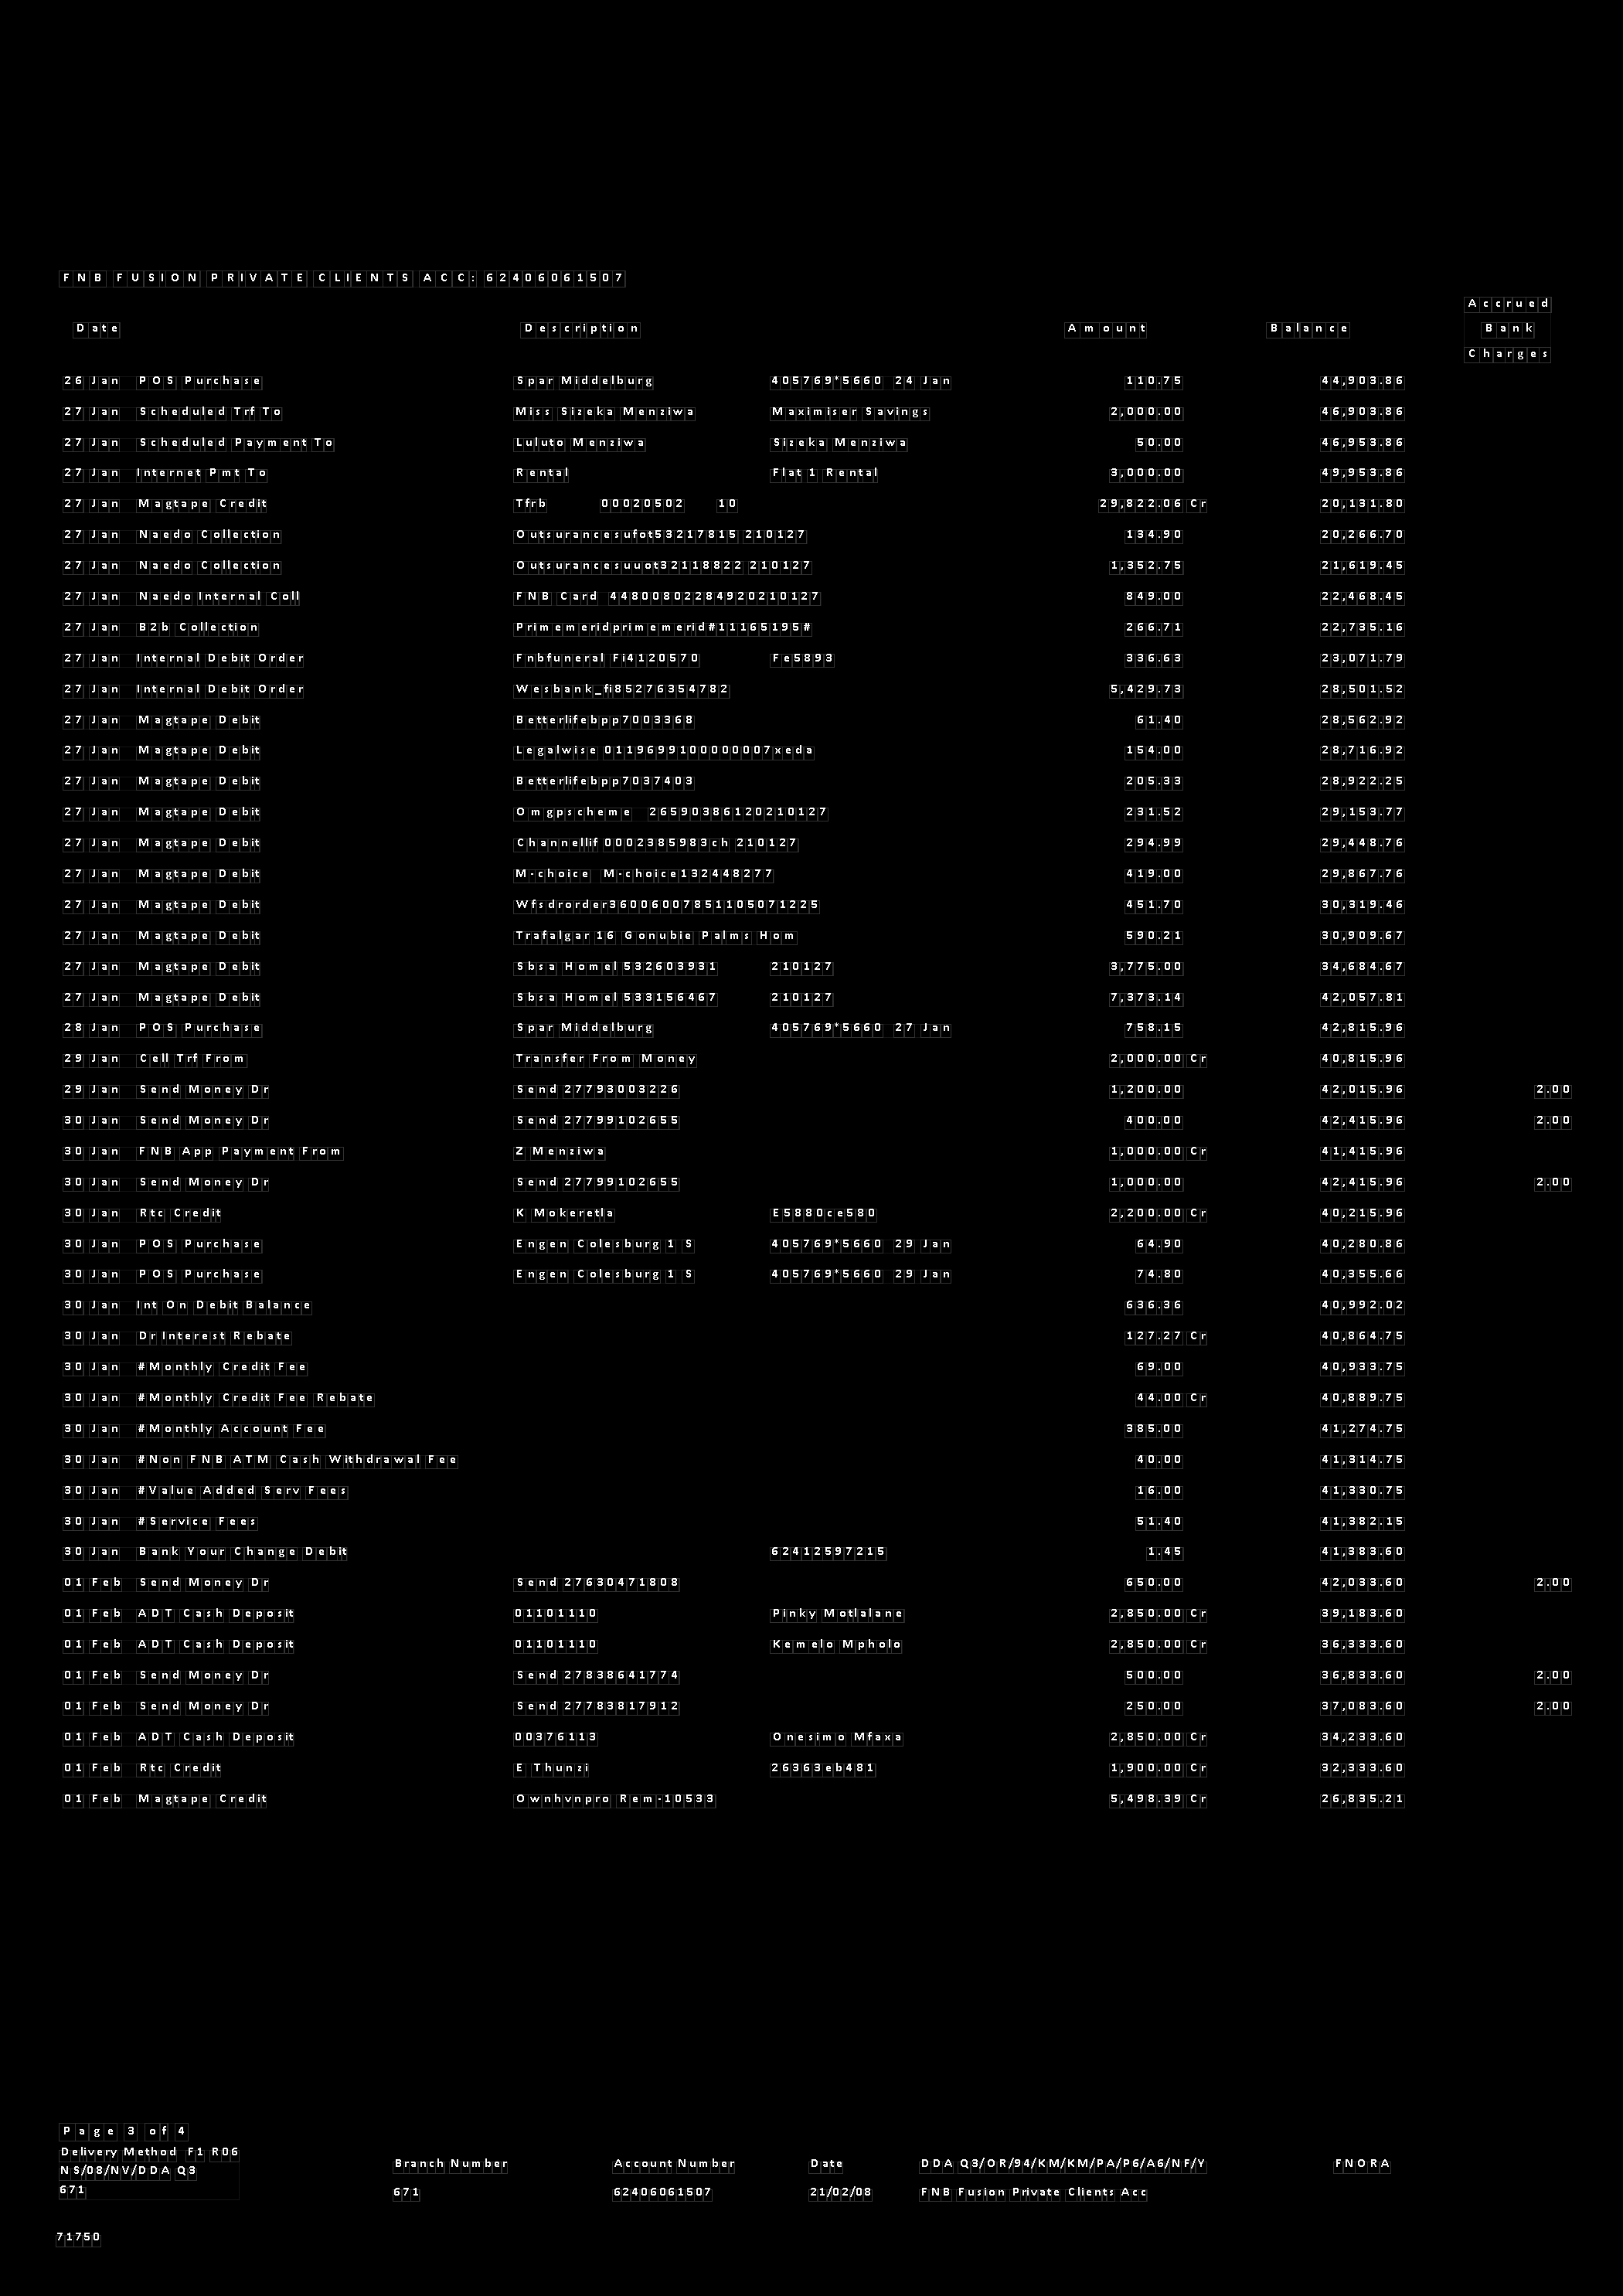 FNB FUSION PRIVATE CLIENTS ACC: 62406061507
Accrued
Date Description Amount Balance Bank
Charges
26 Jan POS Purchase Spar Middelburg 405769*5660 24 Jan 110.75 44,903.86
27 Jan Scheduled Trf To Miss Sizeka Menziwa Maximiser Savings 2,000.00 46,903.86
27 Jan Scheduled Payment To Luluto Menziwa Sizeka Menziwa 50.00 46,953.86
27 Jan Internet Pmt To Rental Flat 1 Rental 3,000.00 49,953.86
27 Jan Magtape Credit Tfrb 00020502 10 29,822.06 Cr 20,131.80
27 Jan Naedo Collection Outsurancesufot53217815 210127 134.90 20,266.70
27 Jan Naedo Collection Outsurancesuuot32118822 210127 1,352.75 21,619.45
27 Jan Naedo Internal Coll FNB Card 44800802284920210127 849.00 22,468.45
27 Jan B2b Collection Primemeridprimemerid#11165195# 266.71 22,735.16
27 Jan Internal Debit Order Fnbfuneral Fi4120570 Fe5893 336.63 23,071.79
27 Jan Internal Debit Order Wesbank_fi85276354782 5,429.73 28,501.52
27 Jan Magtape Debit Betterlifebpp7003368 61.40 28,562.92
27 Jan Magtape Debit Legalwise 0119699100000007xeda 154.00 28,716.92
27 Jan Magtape Debit Betterlifebpp7037403 205.33 28,922.25
27 Jan Magtape Debit Omgpscheme 26590386120210127 231.52 29,153.77
27 Jan Magtape Debit Channellif 0002385983ch 210127 294.99 29,448.76
27 Jan Magtape Debit M-choice M-choice132448277 419.00 29,867.76
27 Jan Magtape Debit Wfsdrorder36006007851105071225 451.70 30,319.46
27 Jan Magtape Debit Trafalgar 16 Gonubie Palms Hom 590.21 30,909.67
27 Jan Magtape Debit Sbsa Homel 532603931 210127 3,775.00 34,684.67
27 Jan Magtape Debit Sbsa Homel 533156467 210127 7,373.14 42,057.81
28 Jan POS Purchase Spar Middelburg 405769*5660 27 Jan 758.15 42,815.96
29 Jan Cell Trf From Transfer From Money 2,000.00 Cr 40,815.96
29 Jan Send Money Dr Send 27793003226 1,200.00 42,015.96 2.00
30 Jan Send Money Dr Send 27799102655 400.00 42,415.96 2.00
30 Jan FNB App Payment From Z Menziwa 1,000.00 Cr 41,415.96
30 Jan Send Money Dr Send 27799102655 1,000.00 42,415.96 2.00
30 Jan Rtc Credit K Mokeretla E5880ce580 2,200.00 Cr 40,215.96
30 Jan POS Purchase Engen Colesburg 1 S 405769*5660 29 Jan 64.90 40,280.86
30 Jan POS Purchase Engen Colesburg 1 S 405769*5660 29 Jan 74.80 40,355.66
30 Jan Int On Debit Balance 636.36 40,992.02
30 Jan Dr Interest Rebate 127.27 Cr 40,864.75
30 Jan #Monthly Credit Fee 69.00 40,933.75
30 Jan #Monthly Credit Fee Rebate 44.00 Cr 40,889.75
30 Jan #Monthly Account Fee 385.00 41,274.75
30 Jan #Non FNB ATM Cash Withdrawal Fee 40.00 41,314.75
30 Jan #Value Added Serv Fees 16.00 41,330.75
30 Jan #Service Fees 51.40 41,382.15
30 Jan Bank Your Change Debit 62412597215 1.45 41,383.60
01 Feb Send Money Dr Send 27630471808 650.00 42,033.60 2.00
01 Feb ADT Cash Deposit 01101110 Pinky Motlalane 2,850.00 Cr 39,183.60
01 Feb ADT Cash Deposit 01101110 Kemelo Mpholo 2,850.00 Cr 36,333.60
01 Feb Send Money Dr Send 27838641774 500.00 36,833.60 2.00
01 Feb Send Money Dr Send 27783817912 250.00 37,083.60 2.00
01 Feb ADT Cash Deposit 00376113 Onesimo Mfaxa 2,850.00 Cr 34,233.60
01 Feb Rtc Credit E Thunzi 26363eb481 1,900.00 Cr 32,333.60
01 Feb Magtape Credit Ownhvnpro Rem-10533 5,498.39 Cr 26,835.21
Page 3 of 4
Delivery Method F1 R06
NS/08/NV/DDA Q3
671
Branch Number Account Number Date DDA Q3/OR/94/KM/KM/PA/P6/A6/NF/Y FNORA
671 62406061507 21/02/08 FNB Fusion Private Clients Acc
71750